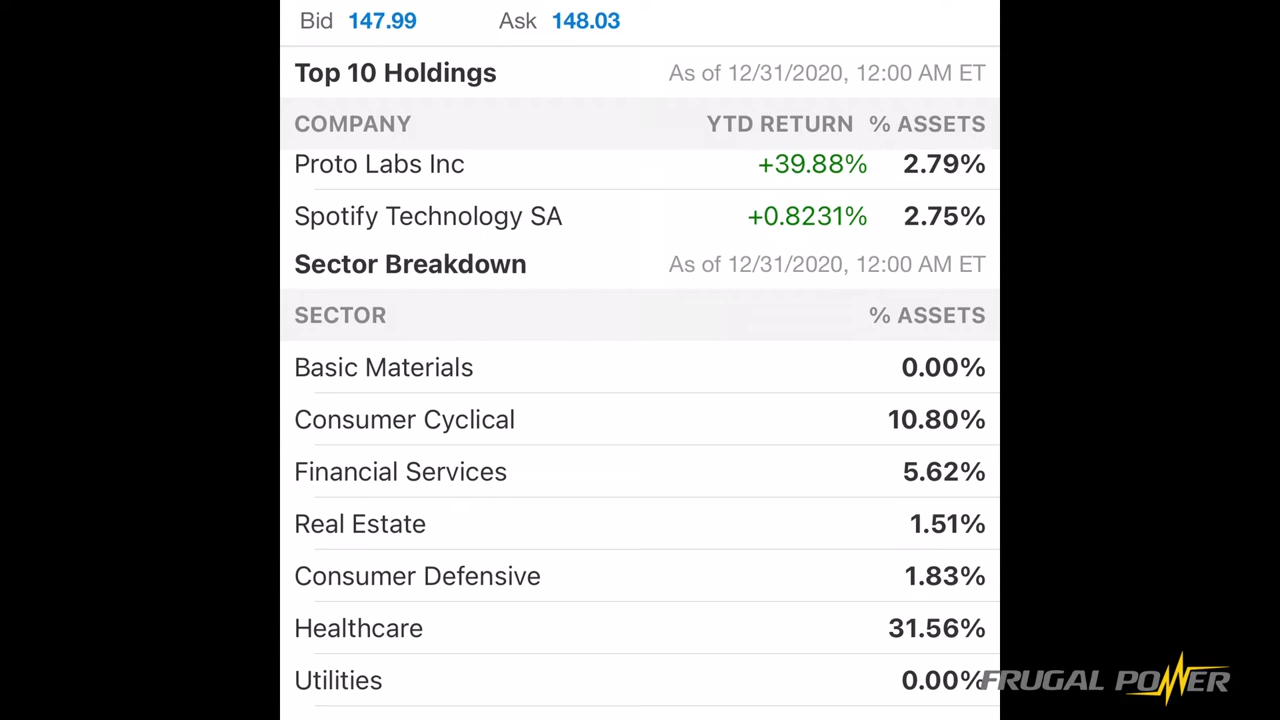 Bid 147.99 Ask 148.03
Top 10 Holdings As of 12/31/2020, 12:00 AM ET
COMPANY YTD RETURN % ASSETS
Proto Labs Inc +39.88% 2.79%
Spotify Technology SA +0.8231% 2.75%
Sector Breakdown As of 12/31/2020, 12:00 AM ET
SECTOR % ASSETS
Basic Materials 0.00%
Consumer Cyclical 10.80%
Financial Services 5.62%
Real Estate 1.51%
Consumer Defensive 1.83%
Healthcare 31.56%
Utilities 0.00%
FRUGAL POWER